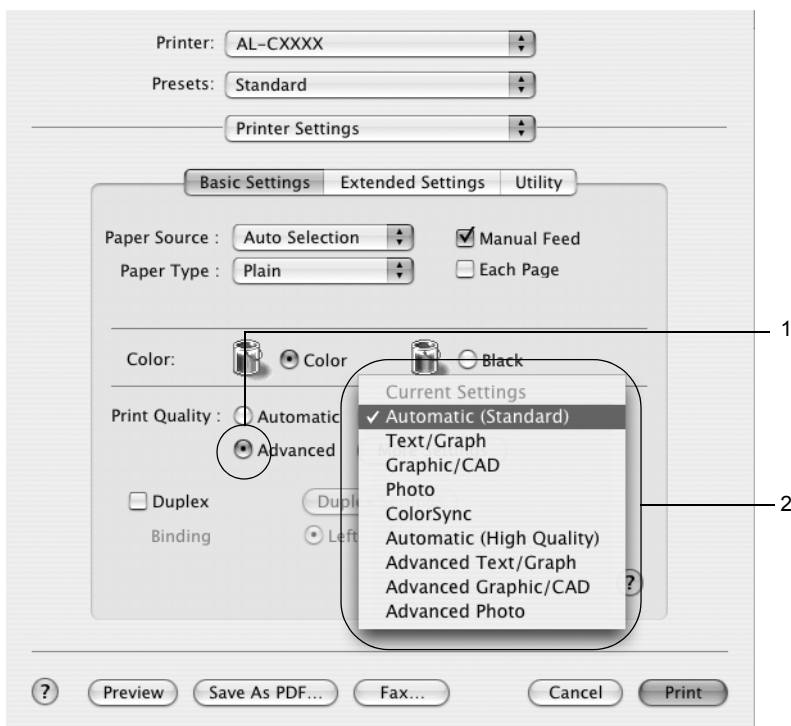 Printer: AL-CXXXX
Presets: Standard
Printer Settings
Basic Settings Extended Settings Utility
Paper Source : Auto Selection Manual Feed
Paper Type : Plain Each Page
1
Color: Color Black
Current Settings
Print Quality : Automatic ✓ Automatic (Standard)
Text/Graph
Advanced
Graphic/CAD
Photo
2
Duplex
ColorSync
Binding Left Automatic (High Quality)
Advanced Text/Graph
Advanced Graphic/CAD
?
Advanced Photo
? Preview Save As PDF... Fax... Cancel Print